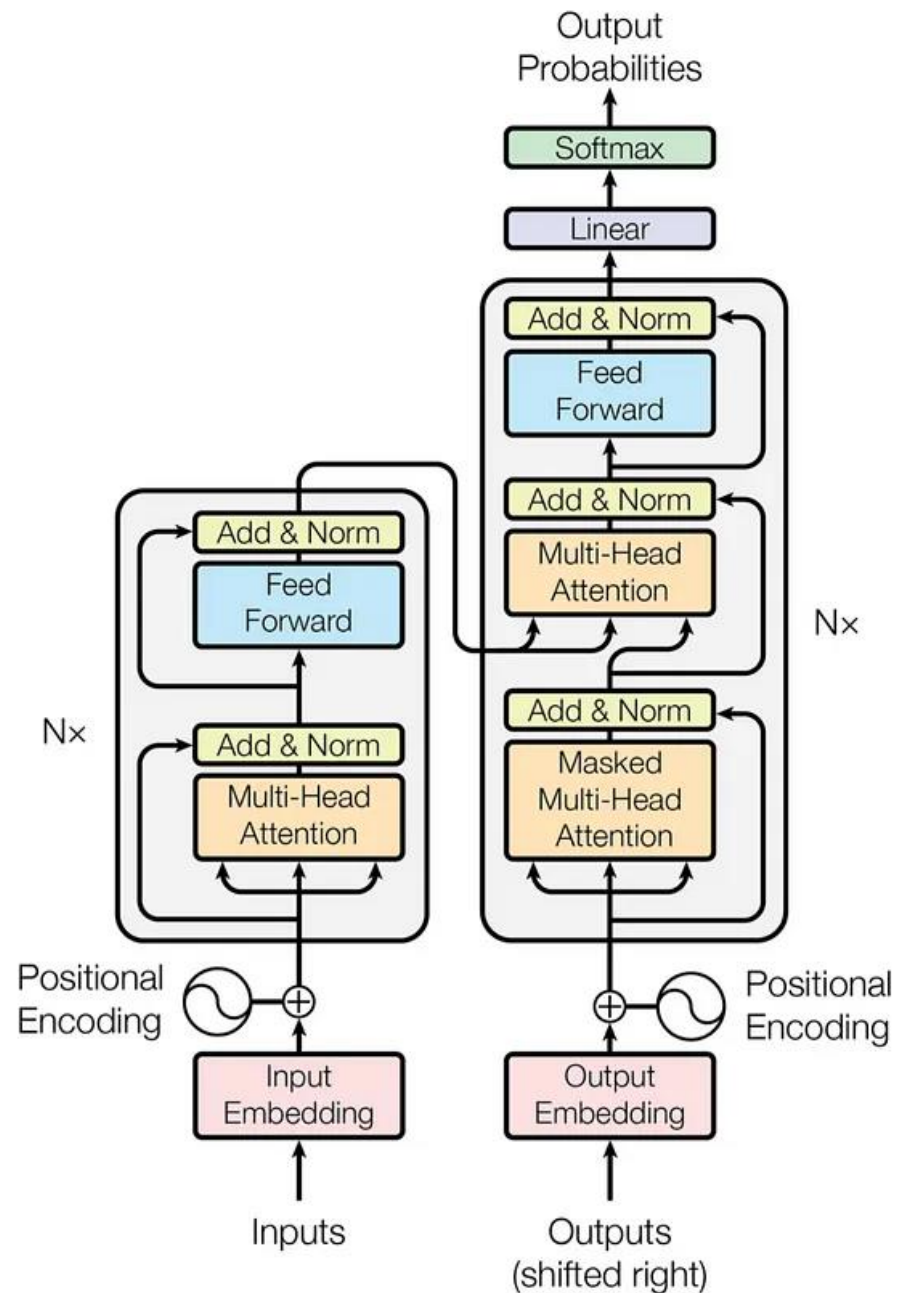 Output
Probabilities
Softmax
Linear
Add & Norm
Feed
Forward
Add & Norm
Multi-Head
Attention
Nx
Add & Norm
Masked
Multi-Head
Attention
Positional
Encoding
Output
Embedding
Outputs
(shifted right)
Add & Norm
Feed
Forward
Nx
Add & Norm
Multi-Head
Attention
Positional
Encoding
Input
Embedding
Inputs